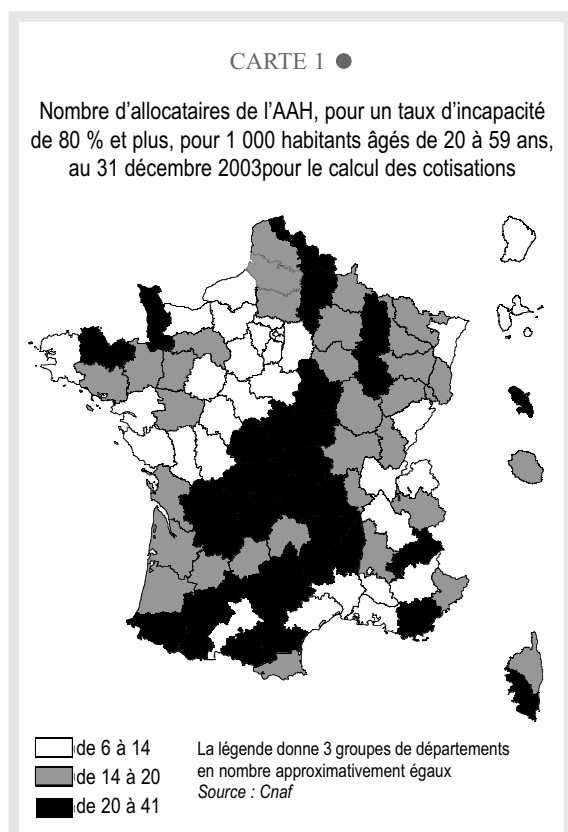 CARTE 1 ●
Nombre d’allocataires de l’AAH, pour un taux d’incapacité
de 80 % et plus, pour 1 000 habitants âgés de 20 à 59 ans,
au 31 décembre 2003pour le calcul des cotisations
de 6 à 14
de 14 à 20
de 20 à 41
La légende donne 3 groupes de départements
en nombre approximativement égaux
Source : Cnaf